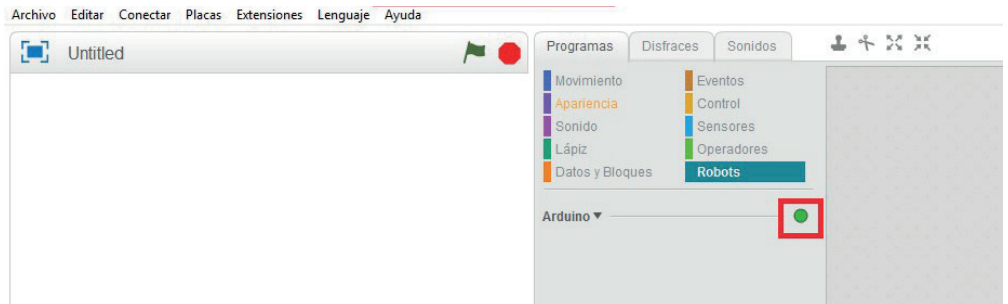 Archivo Editar Conectar Placas Extensiones Lenguaje Ayuda
Untitled
Programas Disfraces Sonidos
Movimiento Eventos
Apariencia Control
Sonido Sensores
Lápiz Operadores
Datos y Bloques Robots
Arduino